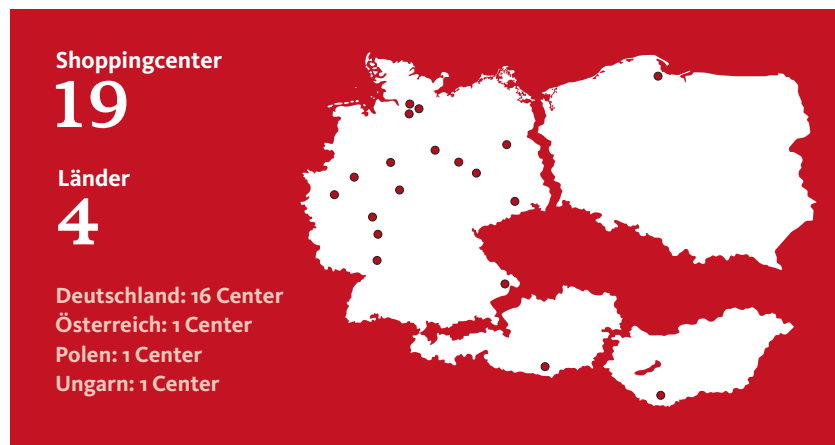 Shoppingcenter
19
Länder
4
Deutschland: 16 Center
Österreich: 1 Center
Polen: 1 Center
Ungarn: 1 Center